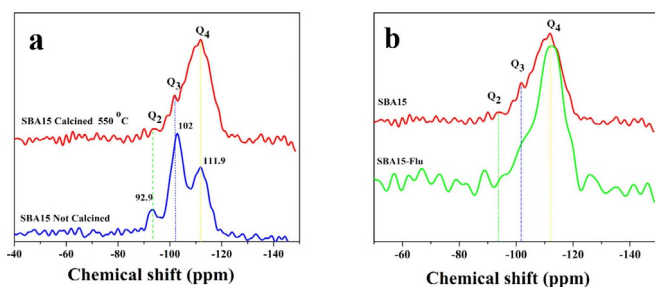 a
Q4
Q3
Q2
SBA15 Calcined 550 °C
102
111.9
92.9
SBA15 Not Calcined
-40 -60 -80 -100 -120 -140
Chemical shift (ppm)
b
Q4
Q3
Q2
SBA15
SBA15-Flu
-60 -80 -100 -120 -140
Chemical shift (ppm)